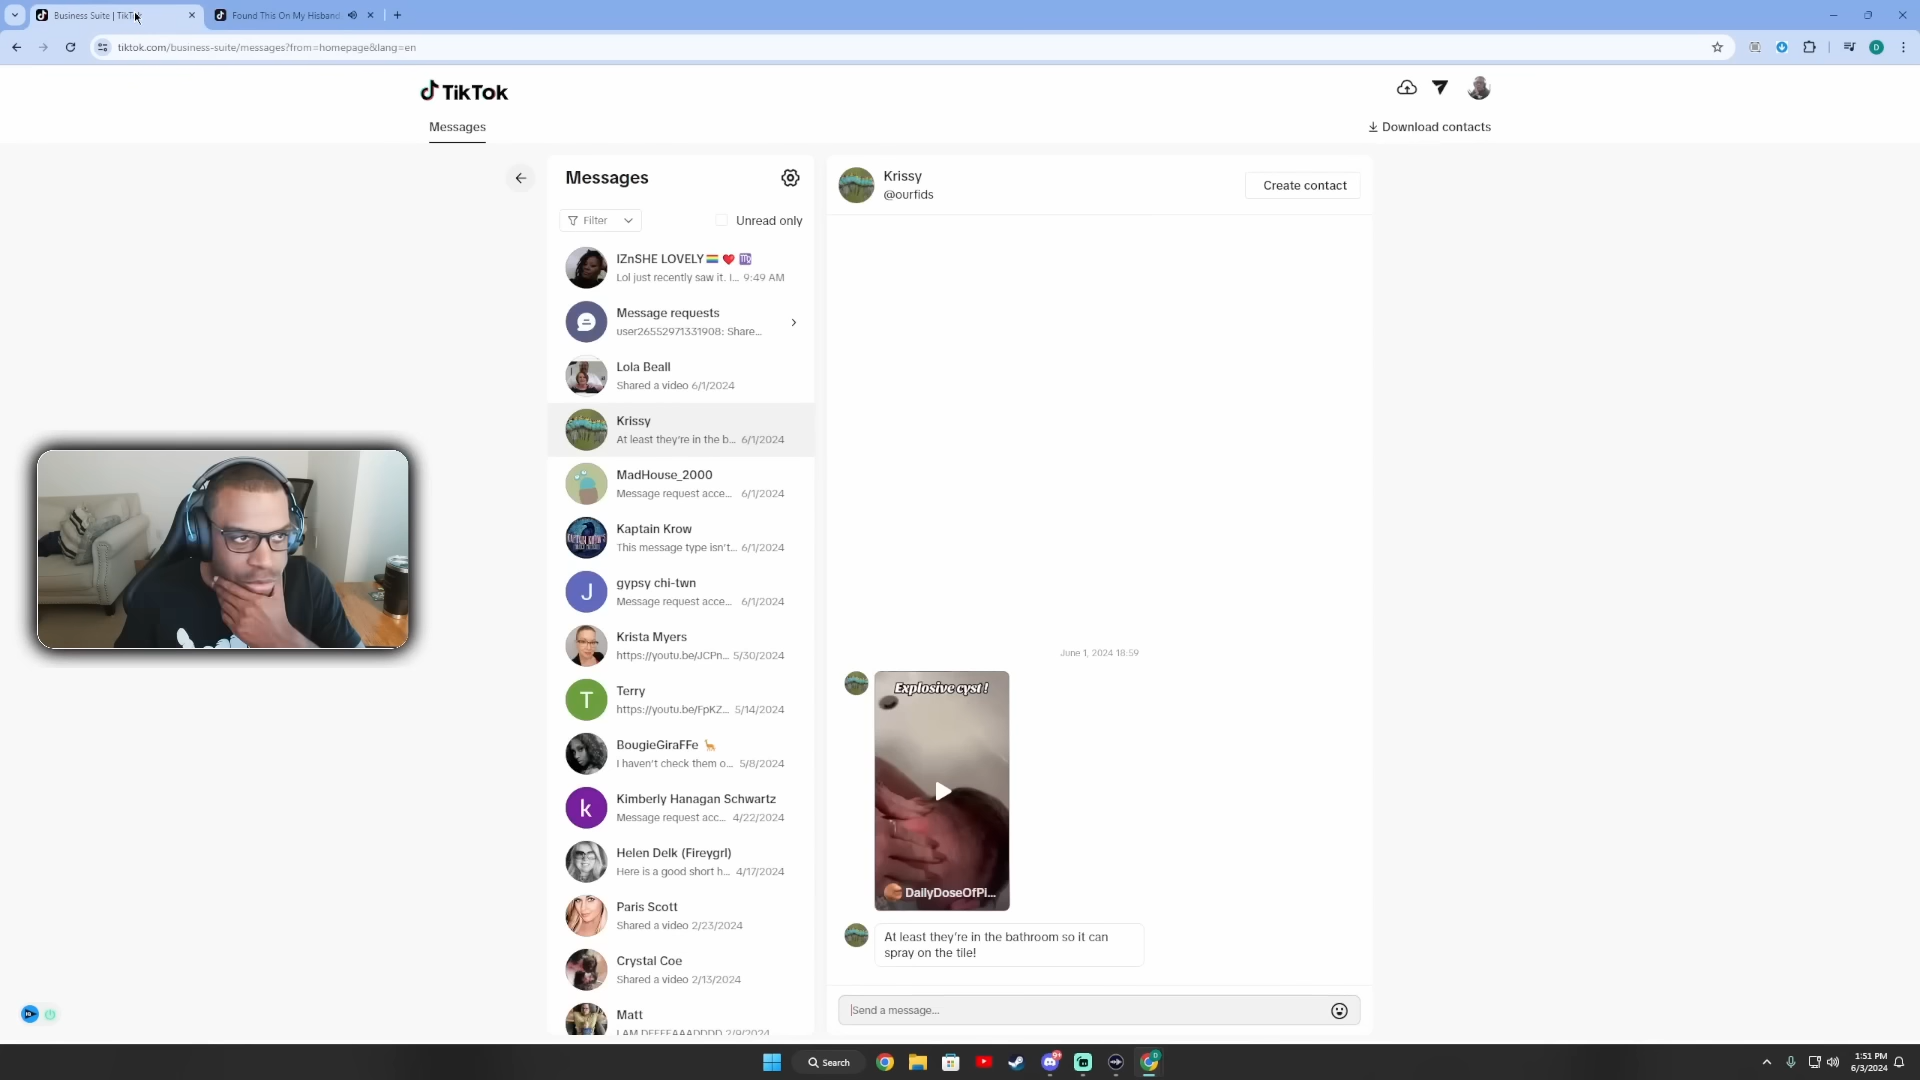 Business Suite | TikTok
Found This On My Hisband
tiktok.com/business-suite/messages?from=homepage&lang=en
D
TikTok
Messages
Download contacts
Messages
Filter
Unread only
IZnSHE LOVELY🏳️‍🌈 ❤️ ♍
Lol just recently saw it. I... 9:49 AM
Message requests
user26552971331908: Share...
Lola Beall
Shared a video 6/1/2024
Krissy
At least they're in the b... 6/1/2024
MadHouse_2000
Message request acce... 6/1/2024
Kaptain Krow
This message type isn't... 6/1/2024
J
gypsy chi-twn
Message request acce... 6/1/2024
Krista Myers
https://youtu.be/JCPn... 5/30/2024
T
Terry
https://youtu.be/FpKZ... 5/14/2024
BougieGiraFFe 🦒
I haven't check them o... 5/8/2024
k
Kimberly Hanagan Schwartz
Message request acc... 4/22/2024
Helen Delk (Fireygrl)
Here is a good short h... 4/17/2024
Paris Scott
Shared a video 2/23/2024
Crystal Coe
Shared a video 2/13/2024
Matt
Krissy
@ourfids
Create contact
June 1, 2024 18:59
Explosive cyst!
DailyDoseOfPi...
At least they're in the bathroom so it can
spray on the tile!
Send a message...
Search
1:51 PM
6/3/2024